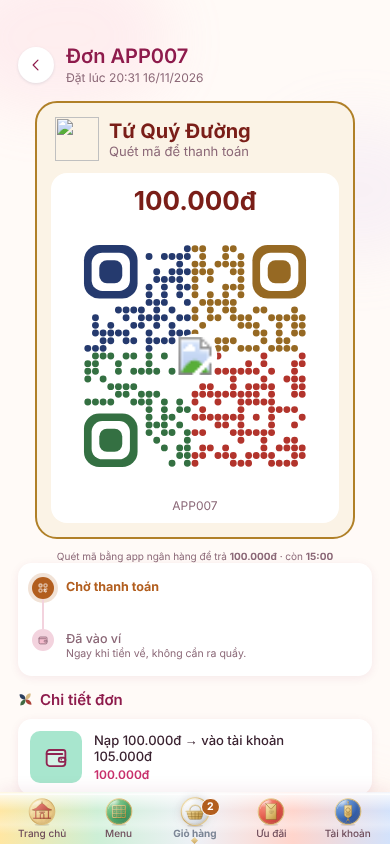 Đơn APP007
Đặt lúc 20:31 16/11/2026
Tứ Quý Đường
Quét mã để thanh toán
100.000đ
APP007
Quét mã bằng app ngân hàng để trả 100.000đ · còn 15:00
Chờ thanh toán
Đã vào ví
Ngay khi tiền về, không cần ra quầy.
Chi tiết đơn
Nạp 100.000đ → vào tài khoản
105.000đ
100.000đ
2
Trang chủ
Menu
Giỏ hàng
Ưu đãi
Tài khoản